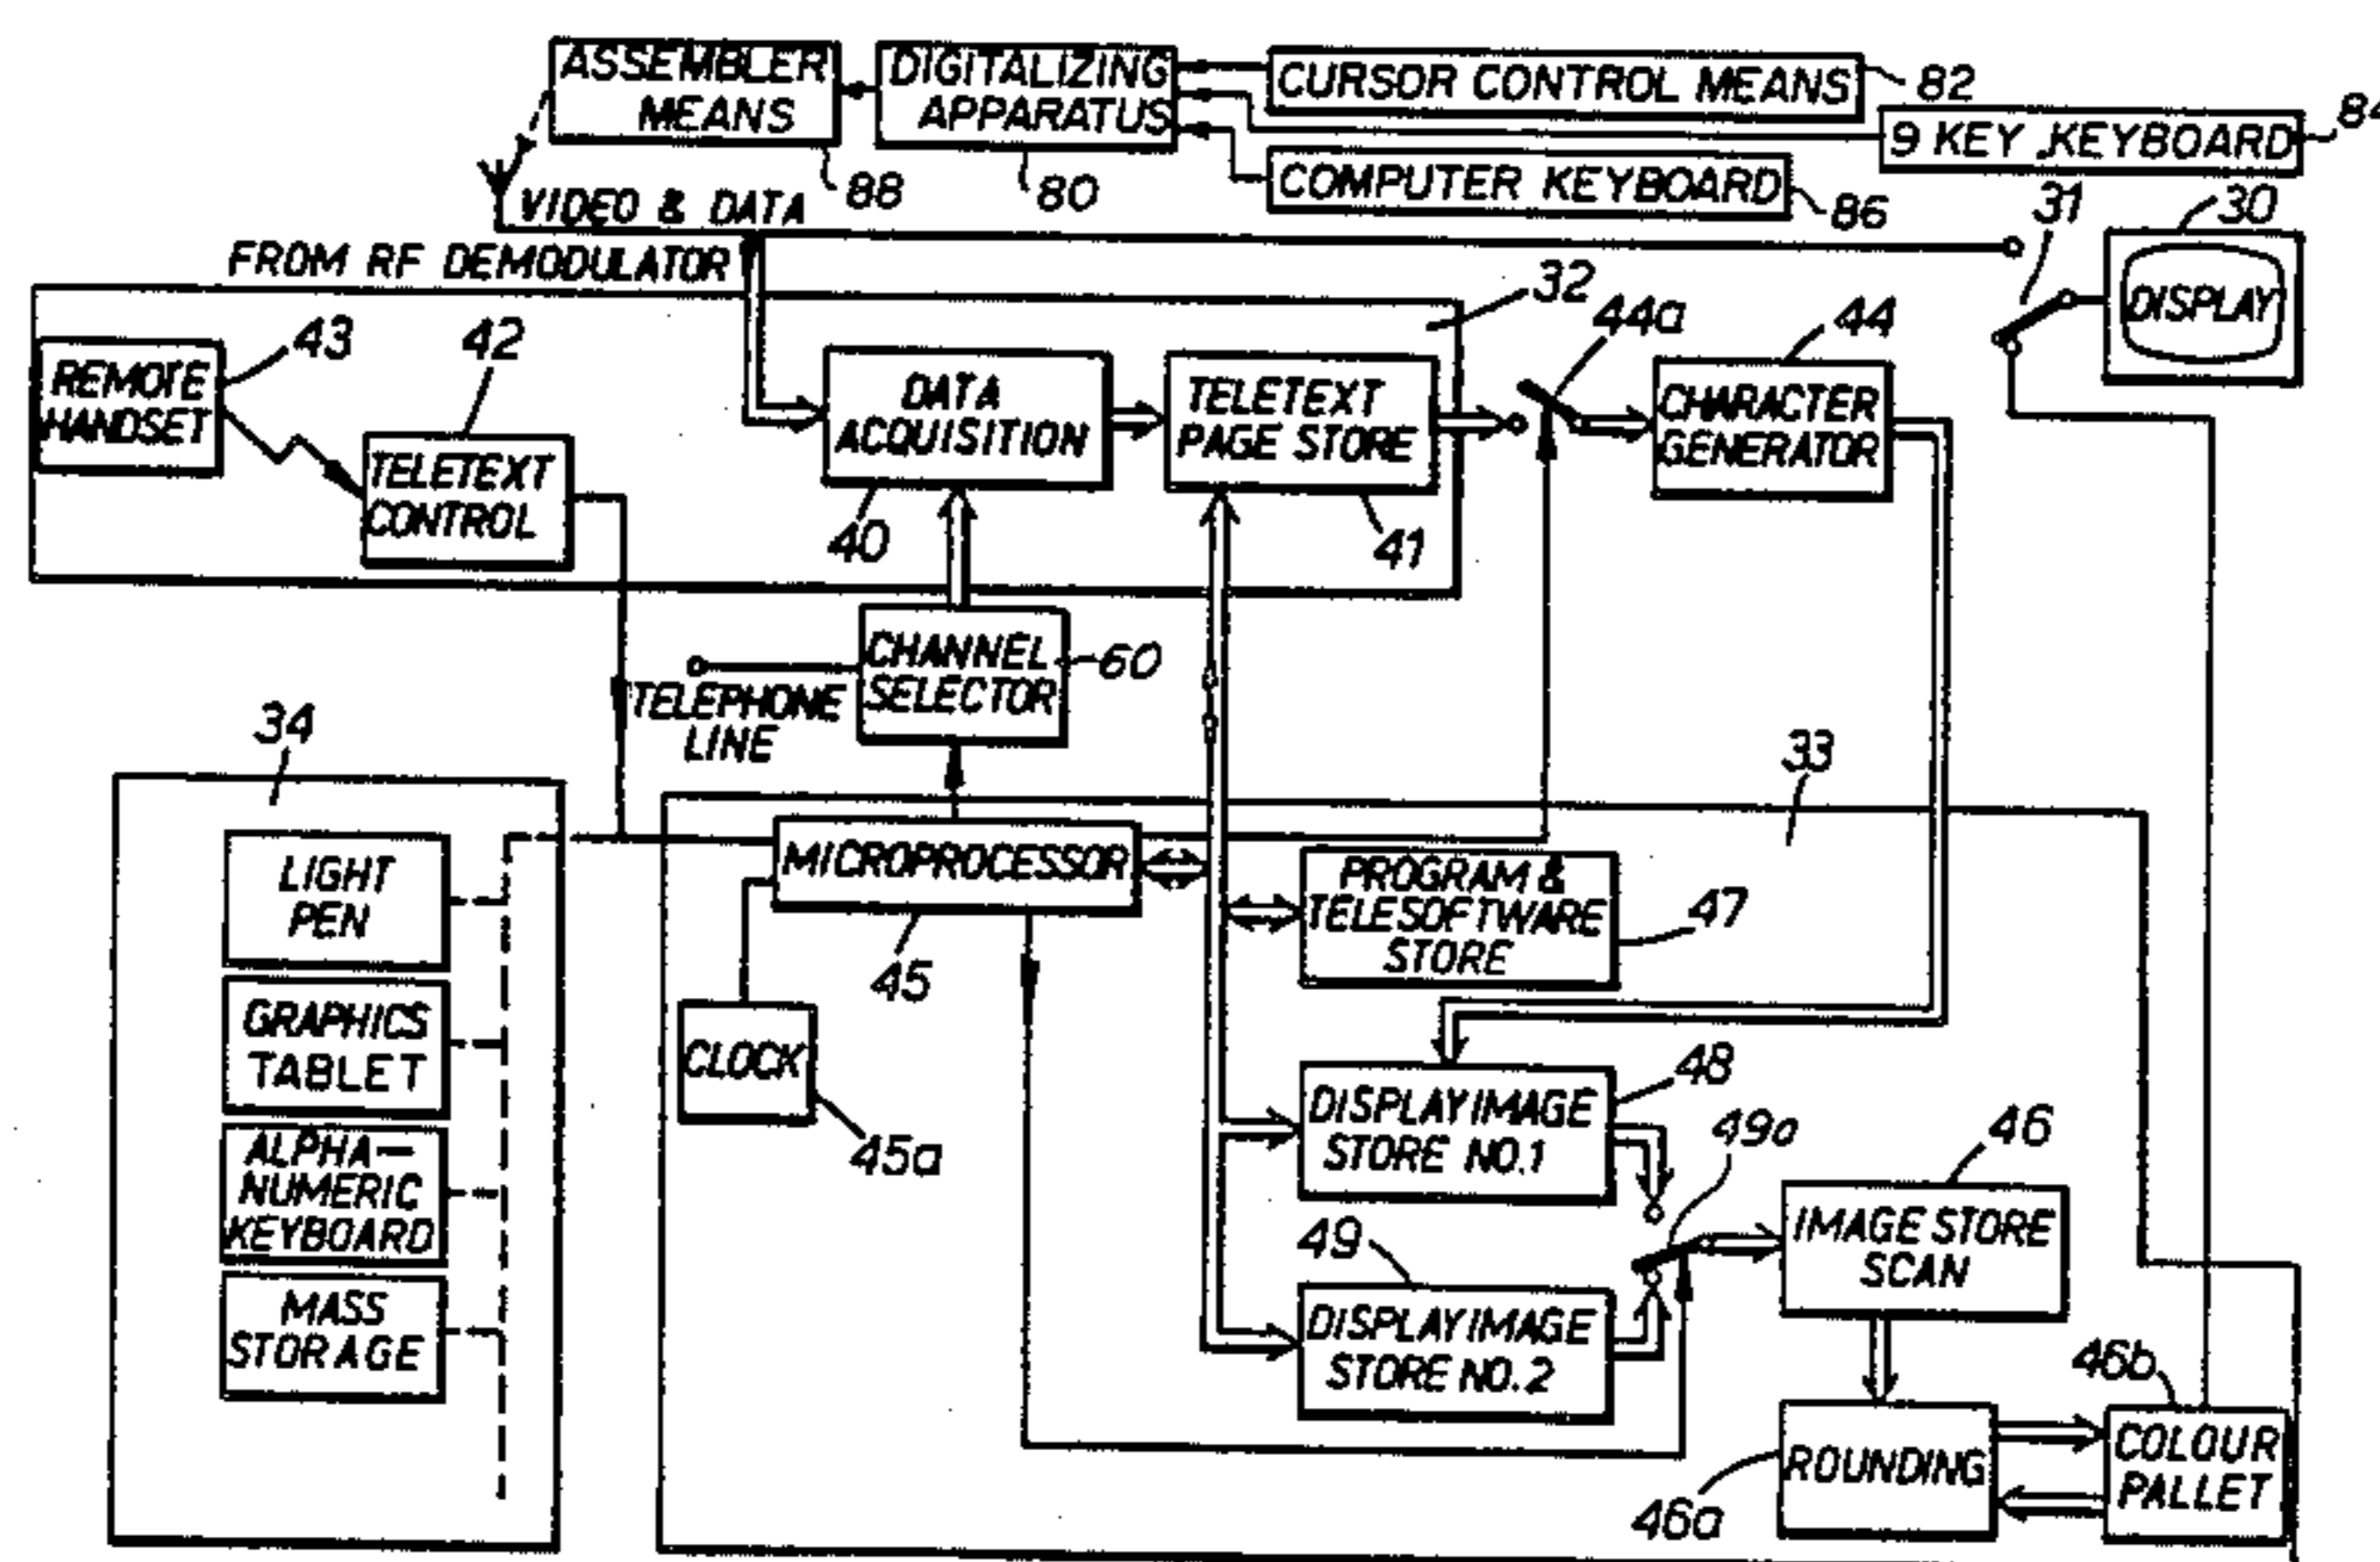 ASSEMBLER
MEANS
88
DIGITALIZING
APPARATUS
80
CURSOR CONTROL MEANS
82
9 KEY .KEYBOARD
84
COMPUTER KEYBOARD
86
VIDEO & DATA
FROM RF DEMODULATOR
31
30
DISPLAY
32
REMOTE
HANDSET
43
42
TELETEXT
CONTROL
DATA
ACQUISITION
40
TELETEXT
PAGE STORE
41
44a
44
CHARACTER
GENERATOR
CHANNEL
SELECTOR
60
TELEPHONE
LINE
34
LIGHT
PEN
GRAPHICS
TABLET
ALPHA-
NUMERIC
KEYBOARD
MASS
STORAGE
33
MICROPROCESSOR
45
CLOCK
45a
PROGRAM &
TELESOFTWARE
STORE
47
DISPLAY IMAGE
STORE NO.1
48
49
DISPLAY IMAGE
STORE NO.2
49a
46
IMAGE STORE
SCAN
ROUNDING
46a
46b
COLOUR
PALLET